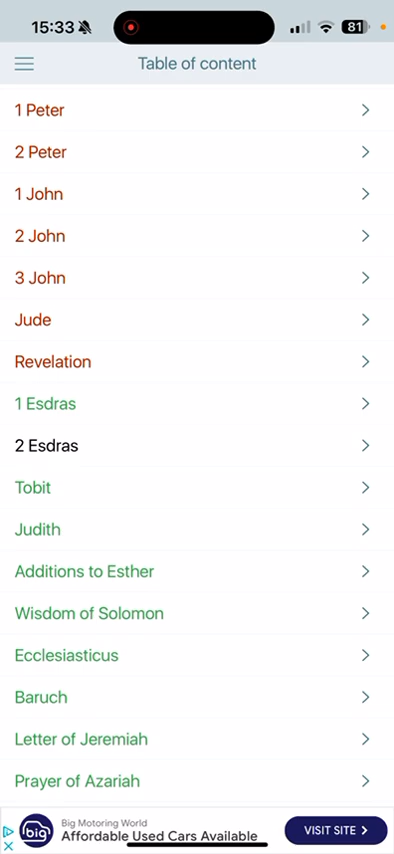 15:33
81
Table of content
1 Peter
2 Peter
1 John
2 John
3 John
Jude
Revelation
1 Esdras
2 Esdras
Tobit
Judith
Additions to Esther
Wisdom of Solomon
Ecclesiasticus
Baruch
Letter of Jeremiah
Prayer of Azariah
big
Big Motoring World
Affordable Used Cars Available
VISIT SITE